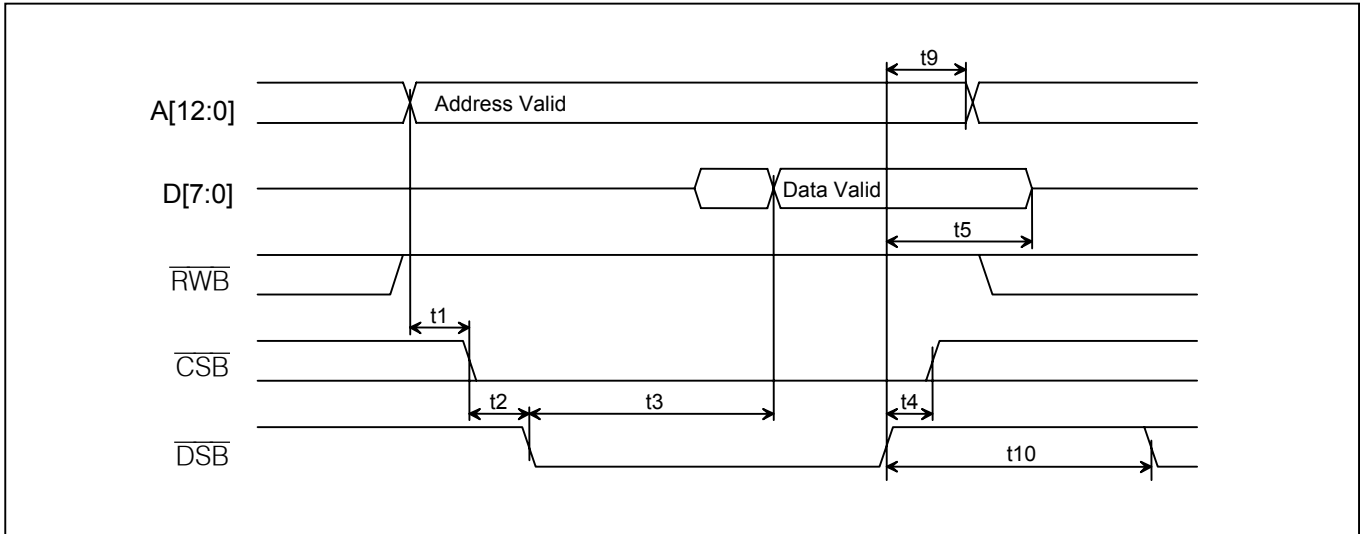 t9
A[12:0]
Address Valid
D[7:0]
Data Valid
t5
RWB
t1
CSB
t2
t3
t4
DSB
t10